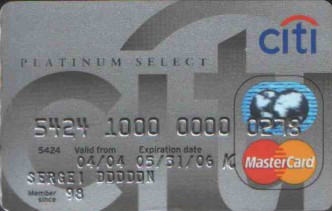 citi
PLATINUM SELECT
citi
5424 1000 0000
5424 Valid from Expiration date
04/04 05/31/06
MasterCard
SERGEI
Member since 98